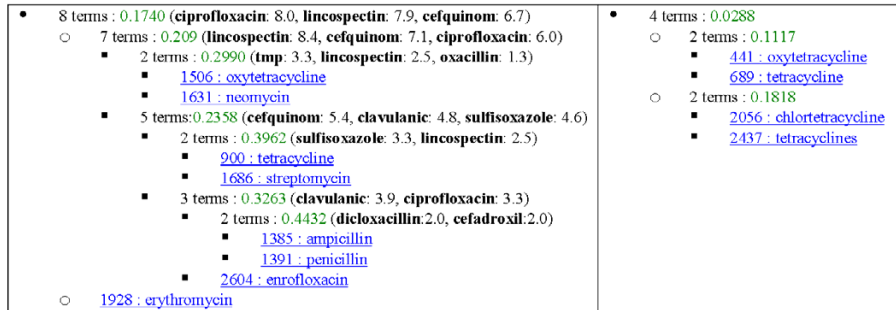 8 terms : 0.1740 (ciprofloxacin: 8.0, lincospectin: 7.9, cefquinom: 6.7)
7 terms : 0.209 (lincospectin: 8.4, cefquinom: 7.1, ciprofloxacin: 6.0)
2 terms : 0.2990 (tmp: 3.3, lincospectin: 2.5, oxacillin: 1.3)
1506 : oxytetracycline
1631 : neomycin
5 terms:0.2358 (cefquinom: 5.4, clavulanic: 4.8, sulfisoxazole: 4.6)
2 terms : 0.3962 (sulfisoxazole: 3.3, lincospectin: 2.5)
900 : tetracycline
1686 : streptomycin
3 terms : 0.3263 (clavulanic: 3.9, ciprofloxacin: 3.3)
2 terms : 0.4432 (dicloxacillin:2.0, cefadroxil:2.0)
1385 : ampicillin
1391 : penicillin
2604 : enrofloxacin
1928 : erythromycin
4 terms : 0.0288
2 terms : 0.1117
441 : oxytetracycline
689 : tetracycline
2 terms : 0.1818
2056 : chlortetracycline
2437 : tetracyclines